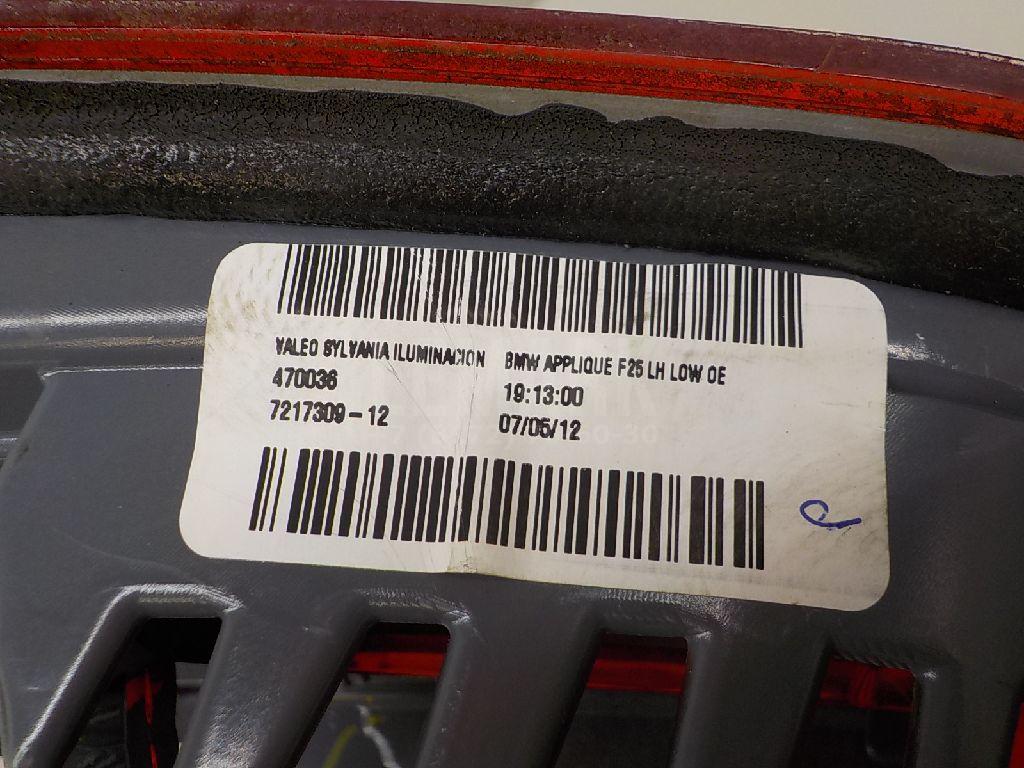 VALEO SYLVANIA ILUMINACION BMW APPLIQUE F25 LH LOW OE
470036 19:13:00
7217309-12 07/05/12